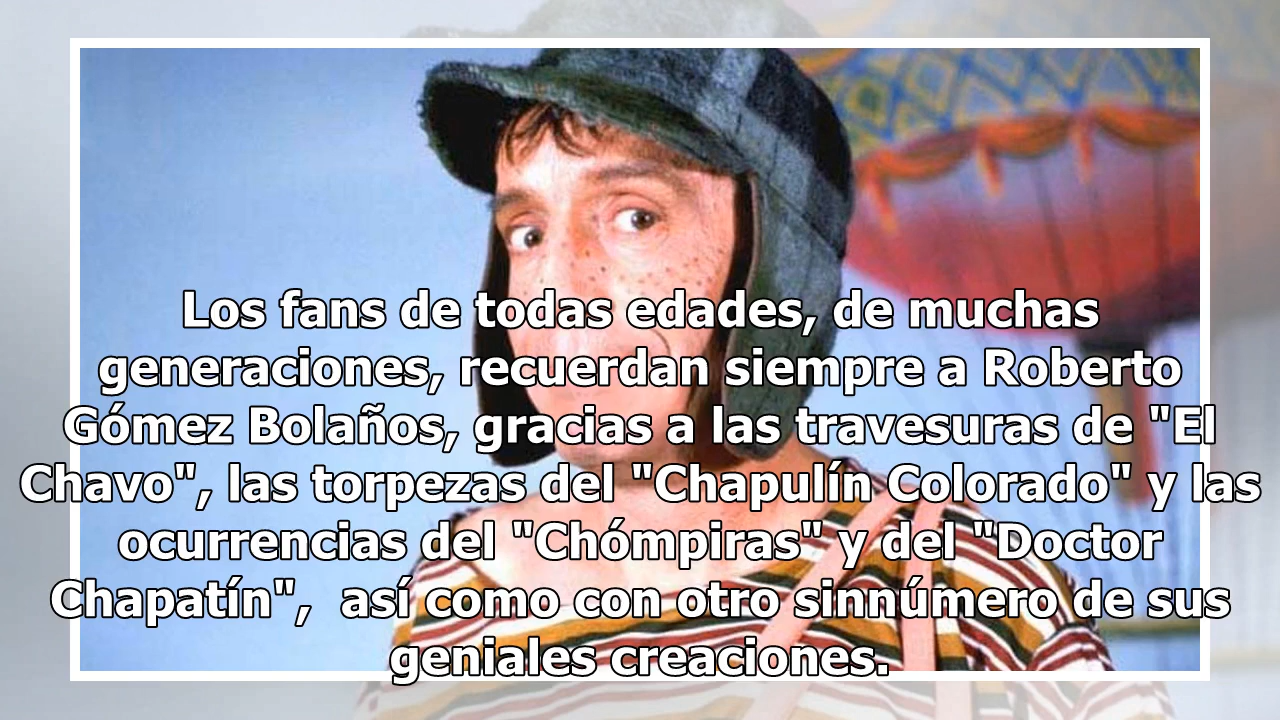 Los fans de todas edades, de muchas
generaciones, recuerdan siempre a Roberto
Gómez Bolaños, gracias a las travesuras de "El
Chavo", las torpezas del "Chapulín Colorado" y las
ocurrencias del "Chómpiras" y del "Doctor
Chapatín",  así como con otro sinnúmero de sus
geniales creaciones.